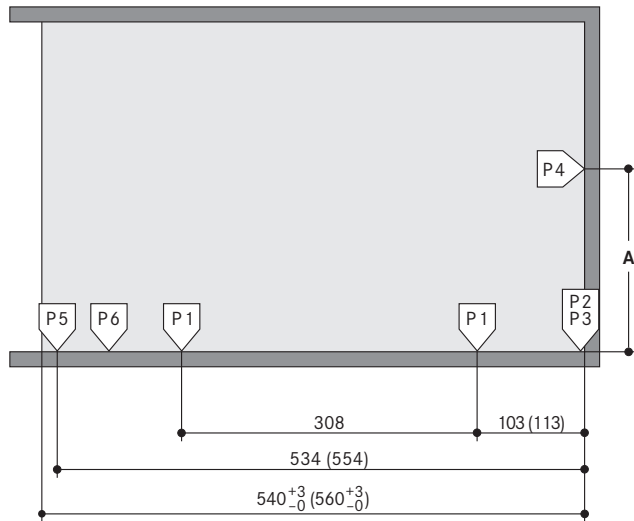 P4
A
P5
P6
P1
P1
P2
P3
308
103 (113)
534 (554)
540 +3 -0 (560 +3 -0)